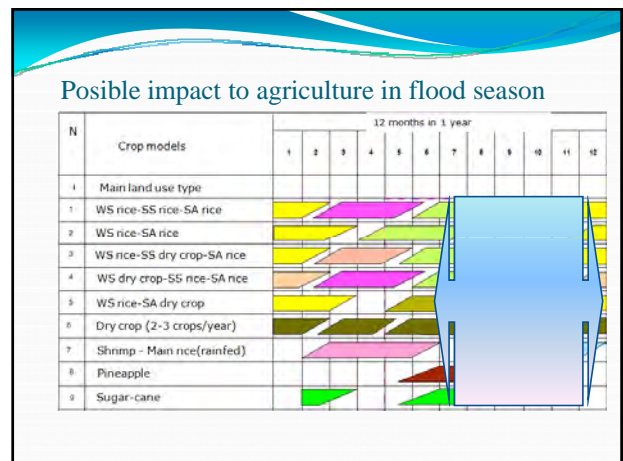 Posible impact to agriculture in flood season
N
Crop models
12 months in 1 year
1 2 3 4 5 6 7 8 9 10 11 12
Main land use type
1 WS rice-SS rice-SA rice
2 WS rice-SA rice
3 WS rice-SS dry crop-SA rice
4 WS dry crop-SS rice-SA rice
5 WS rice-SA dry crop
6 Dry crop (2-3 crops/year)
7 Shrimp - Main rice(rainfed)
8 Pineapple
9 Sugar-cane